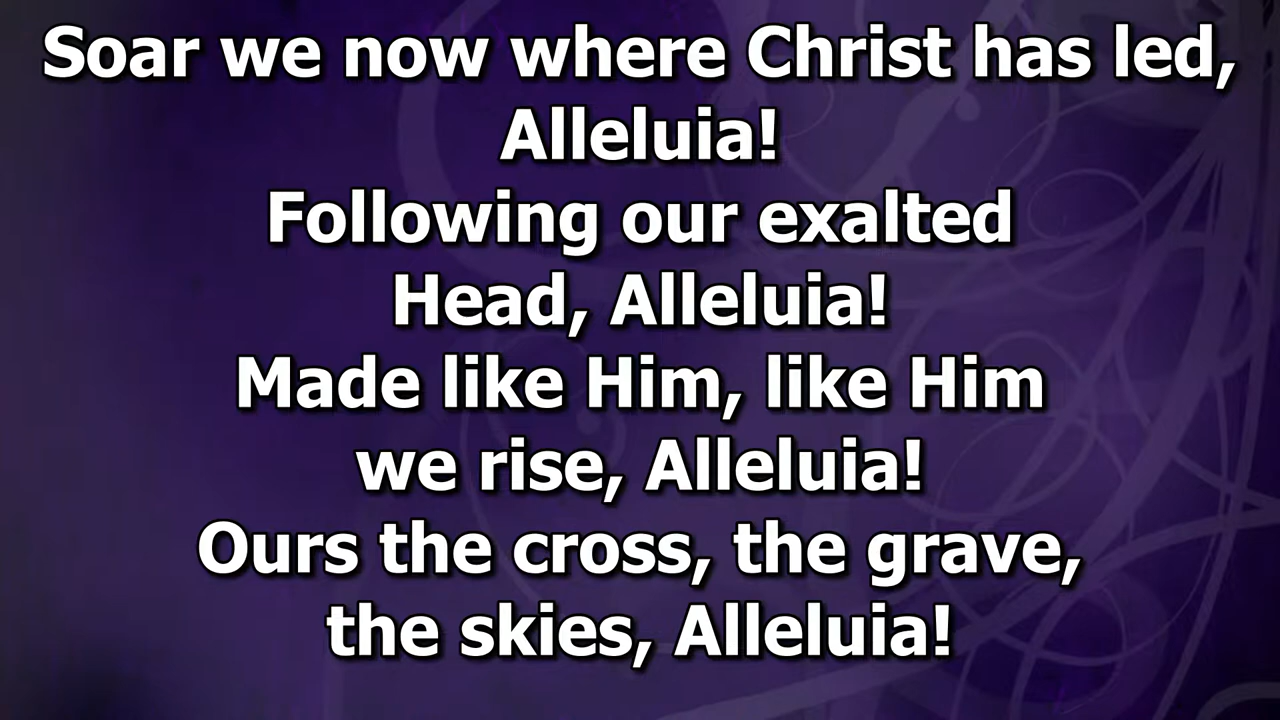 Soar we now where Christ has led,
Alleluia!
Following our exalted
Head, Alleluia!
Made like Him, like Him
we rise, Alleluia!
Ours the cross, the grave,
the skies, Alleluia!